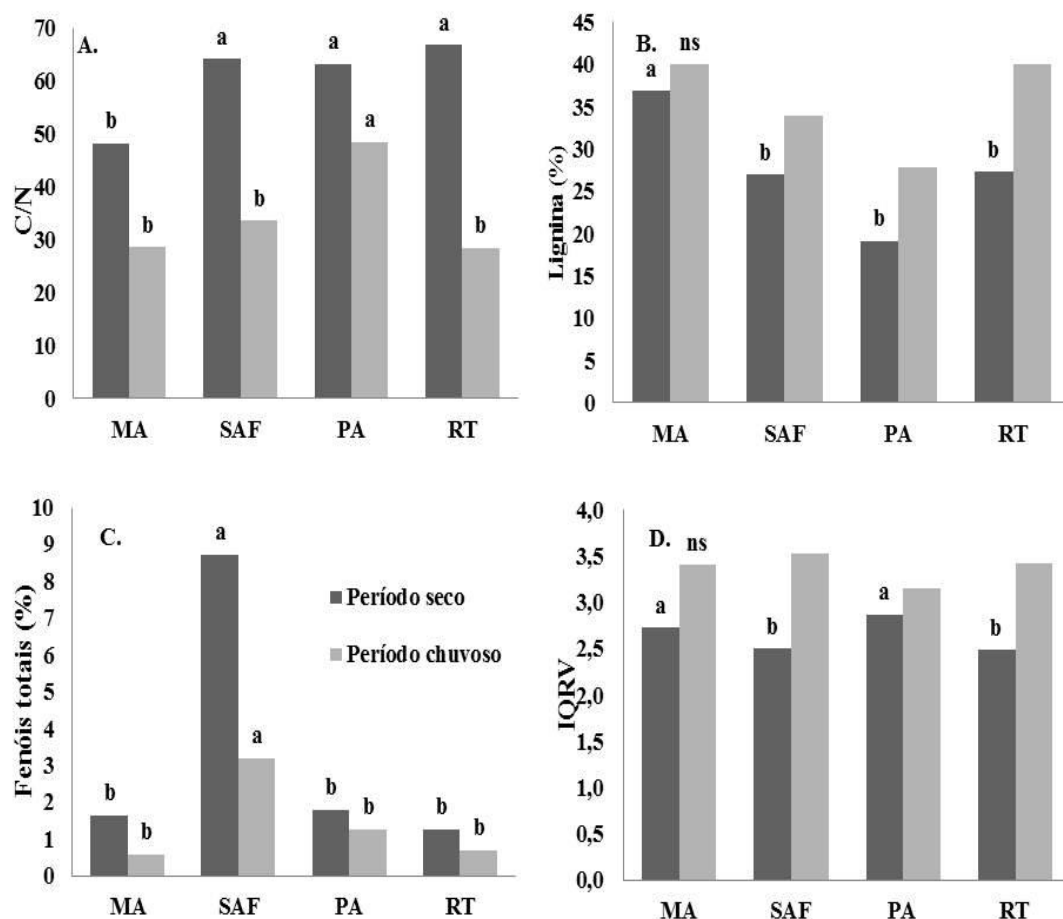 A.
C/N
70
60
50
40
30
20
10
0
b b a b a a a b
MA SAF PA RT
B.
Lignina (%)
45
40
35
30
25
20
15
10
5
0
a ns b b b
MA SAF PA RT
C.
Fenóis totais (%)
10
9
8
7
6
5
4
3
2
1
0
b b a a b b b b
Período seco
Período chuvoso
MA SAF PA RT
D.
IQRV
4,0
3,5
3,0
2,5
2,0
1,0
1,0
0,5
0,0
a ns b a b
MA SAF PA RT